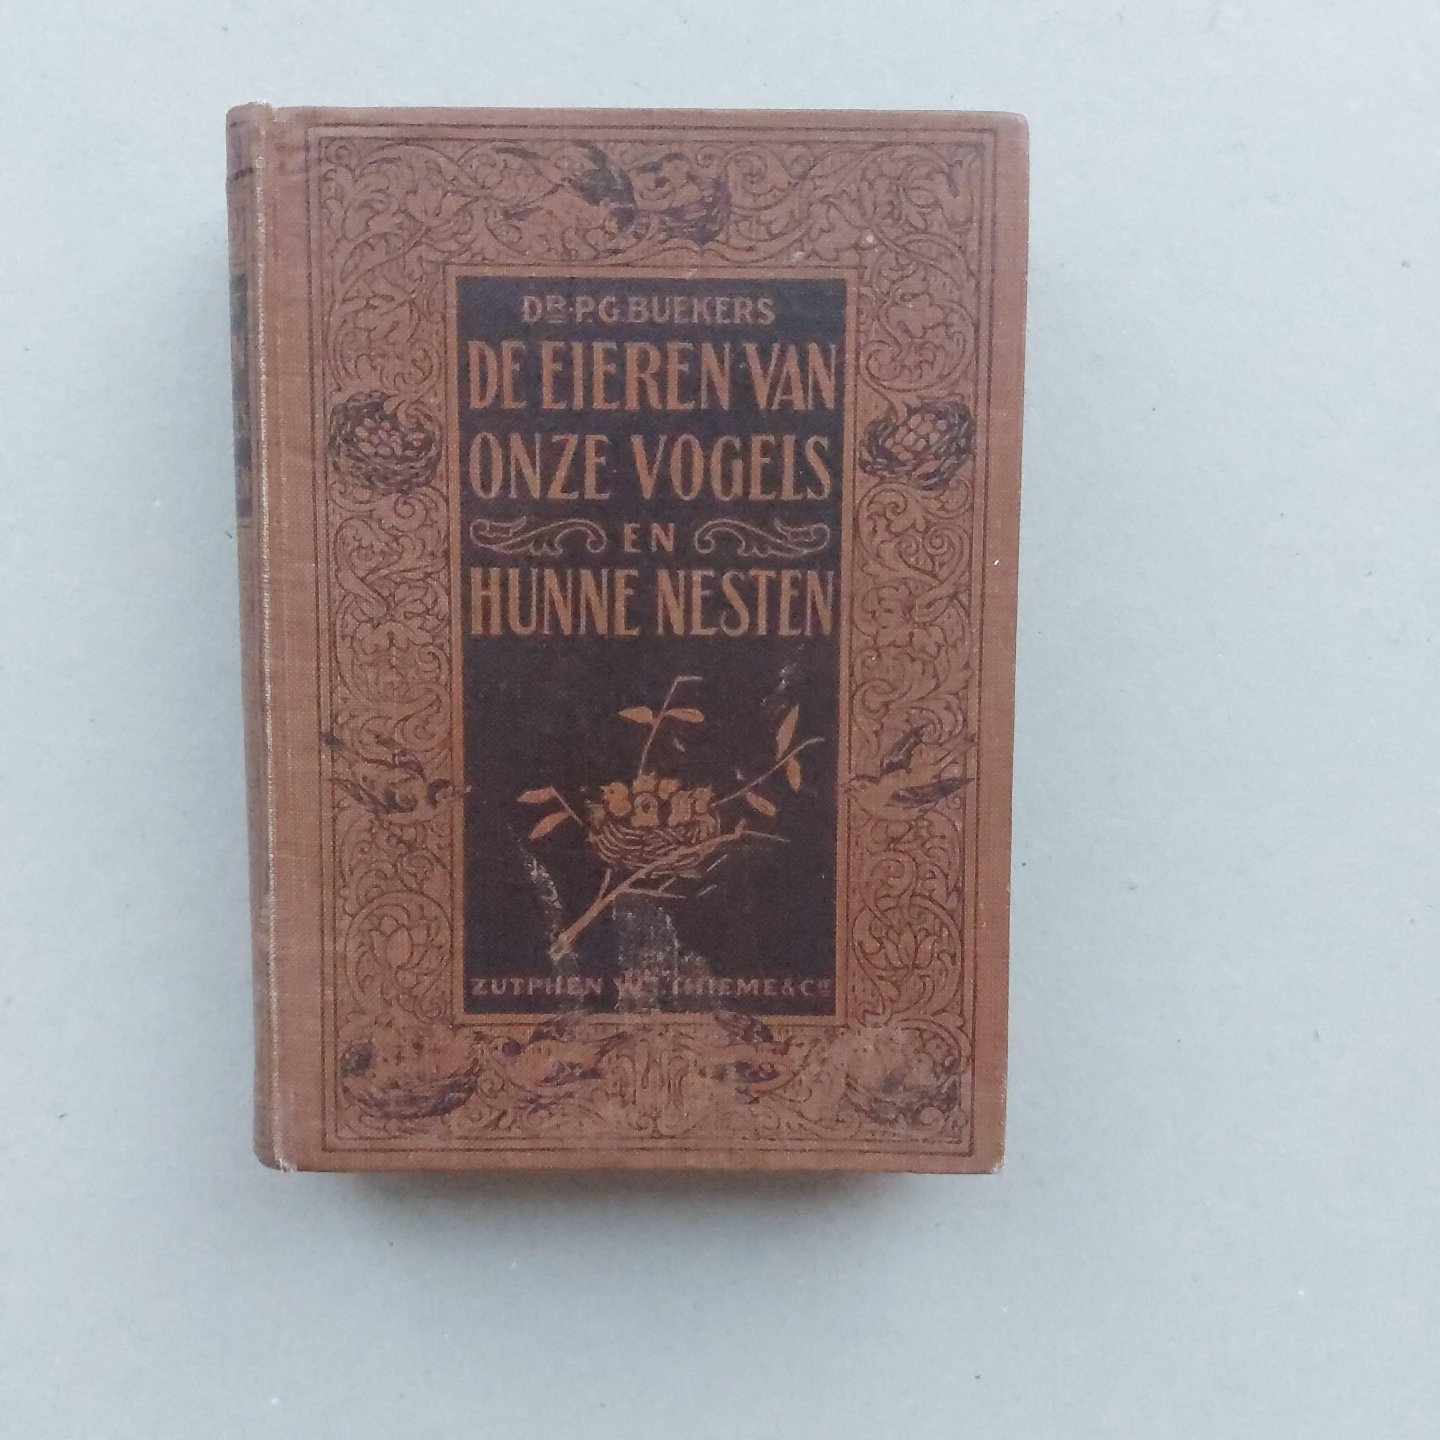 DR. P.G. BUEKERS
DE EIEREN VAN
ONZE VOGELS
EN
HUNNE NESTEN
ZUTPHEN W.J. THIEME & CIE